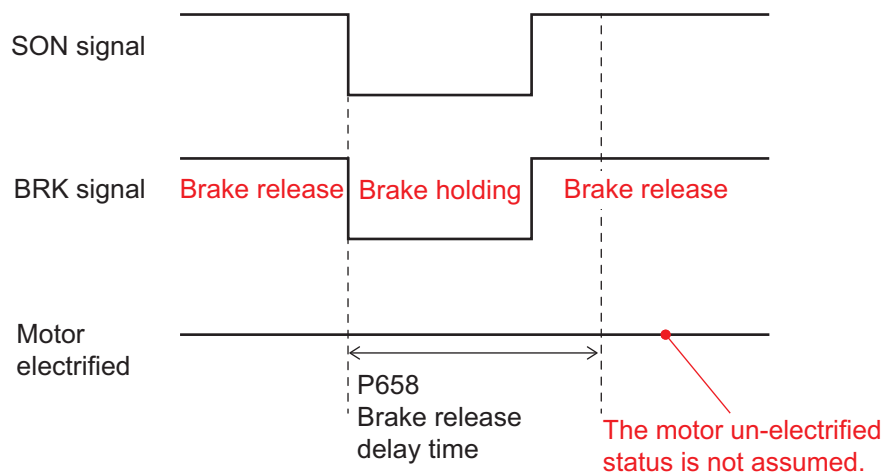 SON signal
BRK signal
Brake release
Brake holding
Brake release
Motor
electrified
P658
Brake release
delay time
The motor un-electrified
status is not assumed.